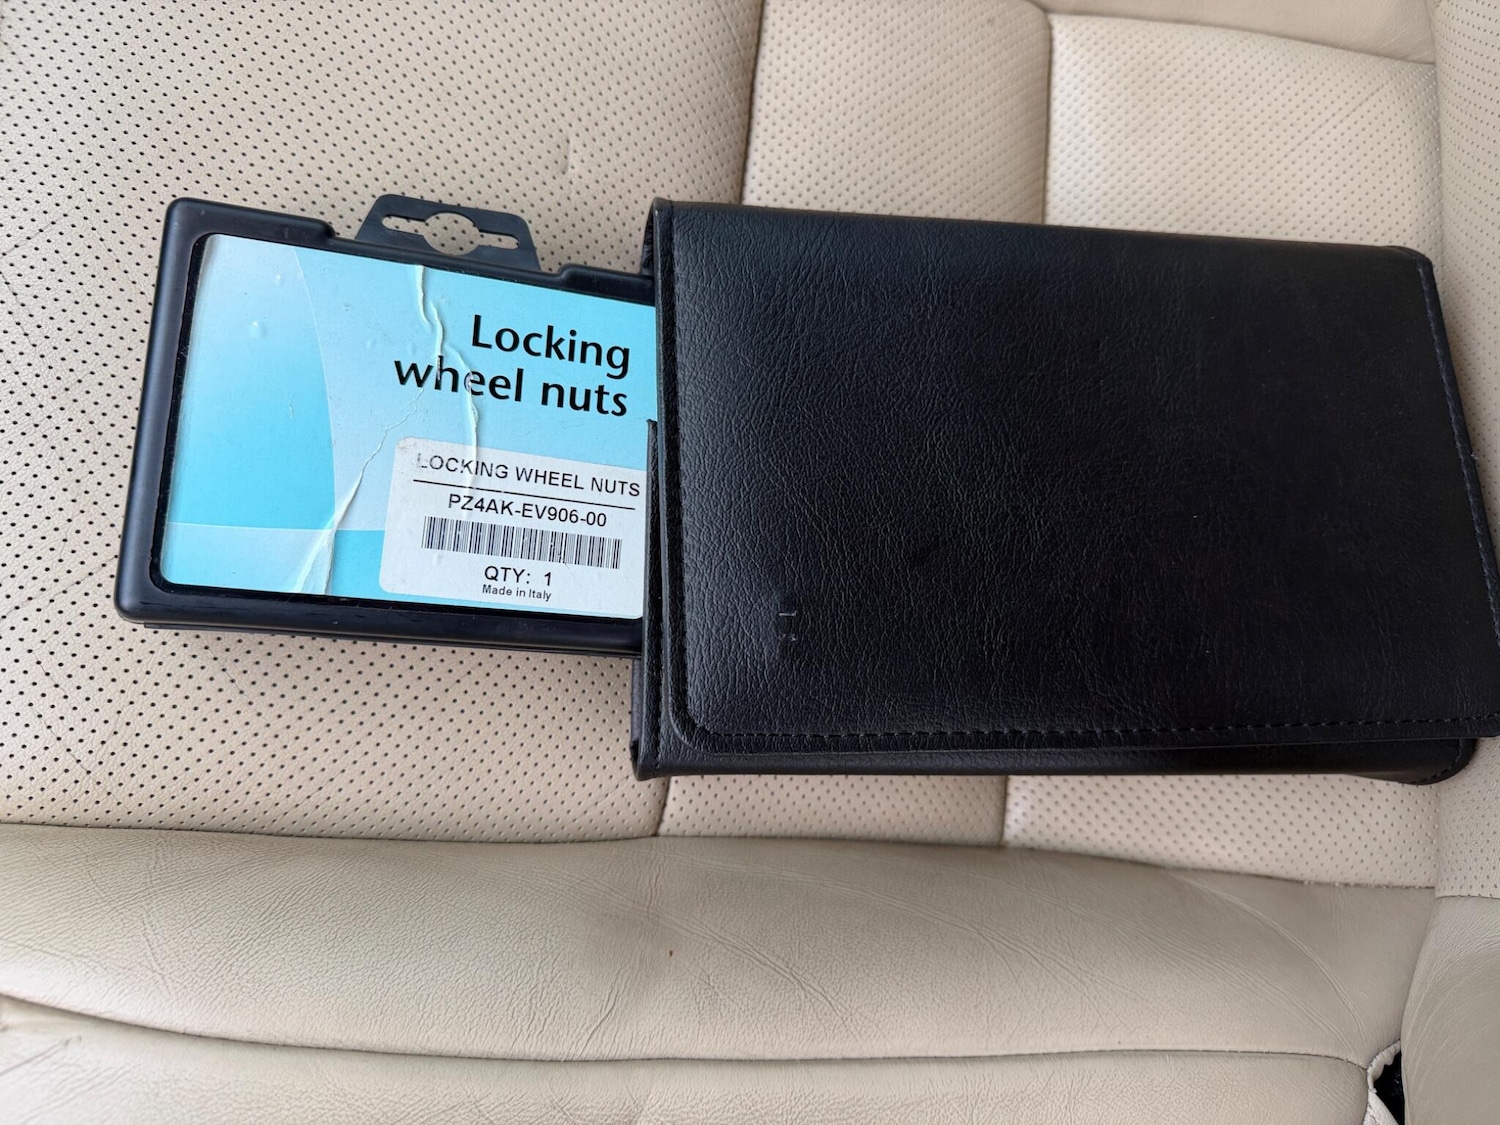 Locking
wheel nuts
LOCKING WHEEL NUTS
PZ4AK-EV906-00
QTY: 1
Made in Italy